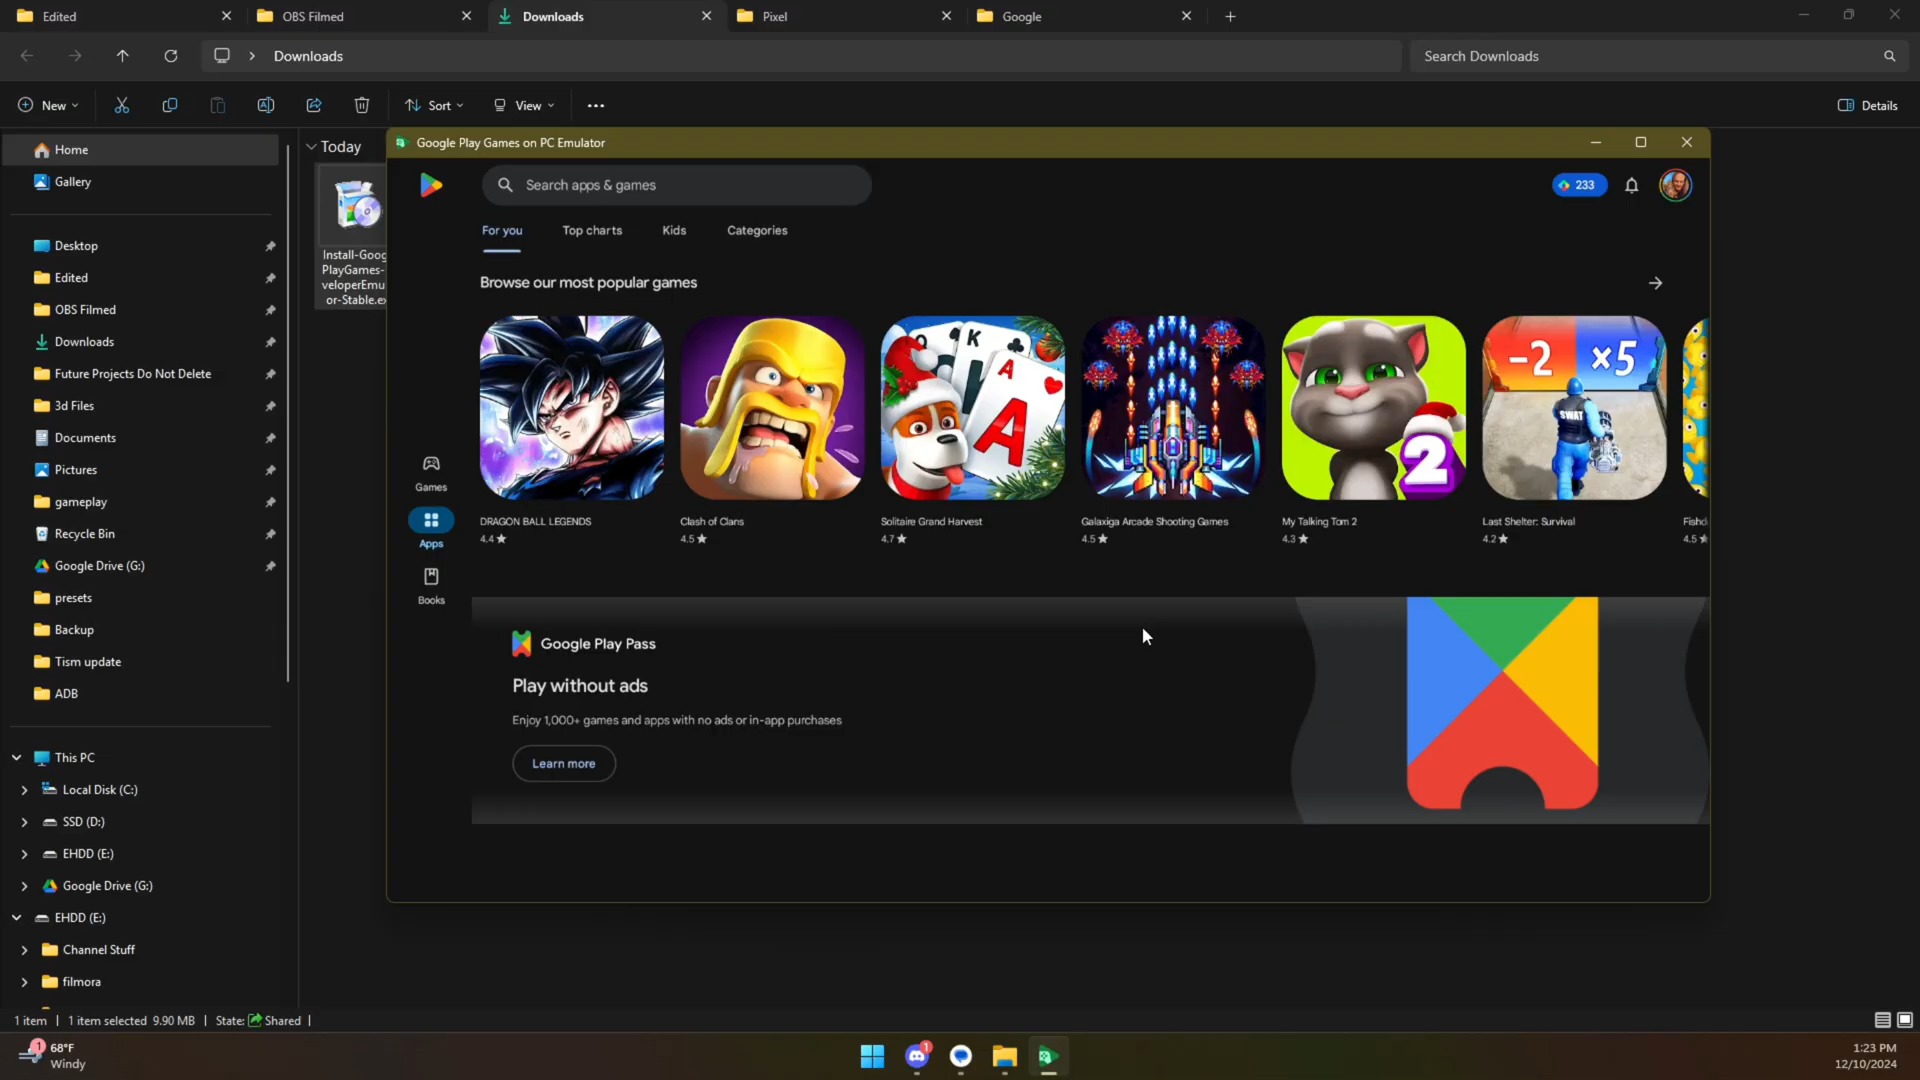 Edited
OBS Filmed
Downloads
Pixel
Google
Downloads
Search Downloads
New
Sort
View
Details
Home
Gallery
Desktop
Edited
OBS Filmed
Downloads
Future Projects Do Not Delete
3d Files
Documents
Pictures
gameplay
Recycle Bin
Google Drive (G:)
presets
Backup
Tism update
ADB
This PC
Local Disk (C:)
SSD (D:)
EHDD (E:)
Google Drive (G:)
EHDD (E:)
Channel Stuff
filmora
Today
Install-Goog
PlayGames-
veloperEmu
or-Stable.ex
Google Play Games on PC Emulator
Search apps & games
233
For you
Top charts
Kids
Categories
Browse our most popular games
Q
K
A
A
2
-2
x5
SWAT
Games
Apps
Books
DRAGON BALL LEGENDS
4.4★
Clash of Clans
4.5★
Solitaire Grand Harvest
4.7★
Galaxiga Arcade Shooting Games
4.5★
My Talking Tom 2
4.3★
Last Shelter: Survival
4.2★
Fishd
4.5★
Google Play Pass
Play without ads
Enjoy 1,000+ games and apps with no ads or in-app purchases
Learn more
1 item | 1 item selected 9.90 MB | State: Shared |
1
68°F
Windy
1
1:23 PM
12/10/2024